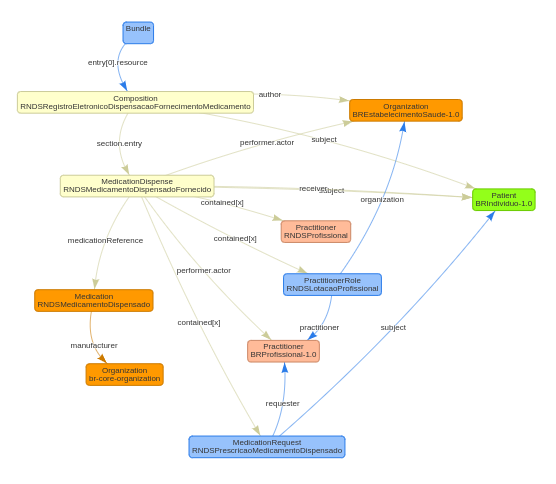 Bundle
entry[0].resource
Composition
RNDSRegistroEletronicoDispensacaoFornecimentoMedicamento
author
Organization
BREstabelecimentoSaude-1.0
section.entry
performer.actor
subject
MedicationDispense
RNDSMedicamentoDispensadoFornecido
receiver
subject
Patient
BRIndividuo-1.0
contained[x]
organization
Practitioner
RNDSProfissional
medicationReference
contained[x]
performer.actor
PractitionerRole
RNDSLotacaoProfissional
Medication
RNDSMedicamentoDispensado
contained[x]
practitioner
subject
manufacturer
Practitioner
BRProfissional-1.0
Organization
br-core-organization
requester
MedicationRequest
RNDSPrescricaoMedicamentoDispensado